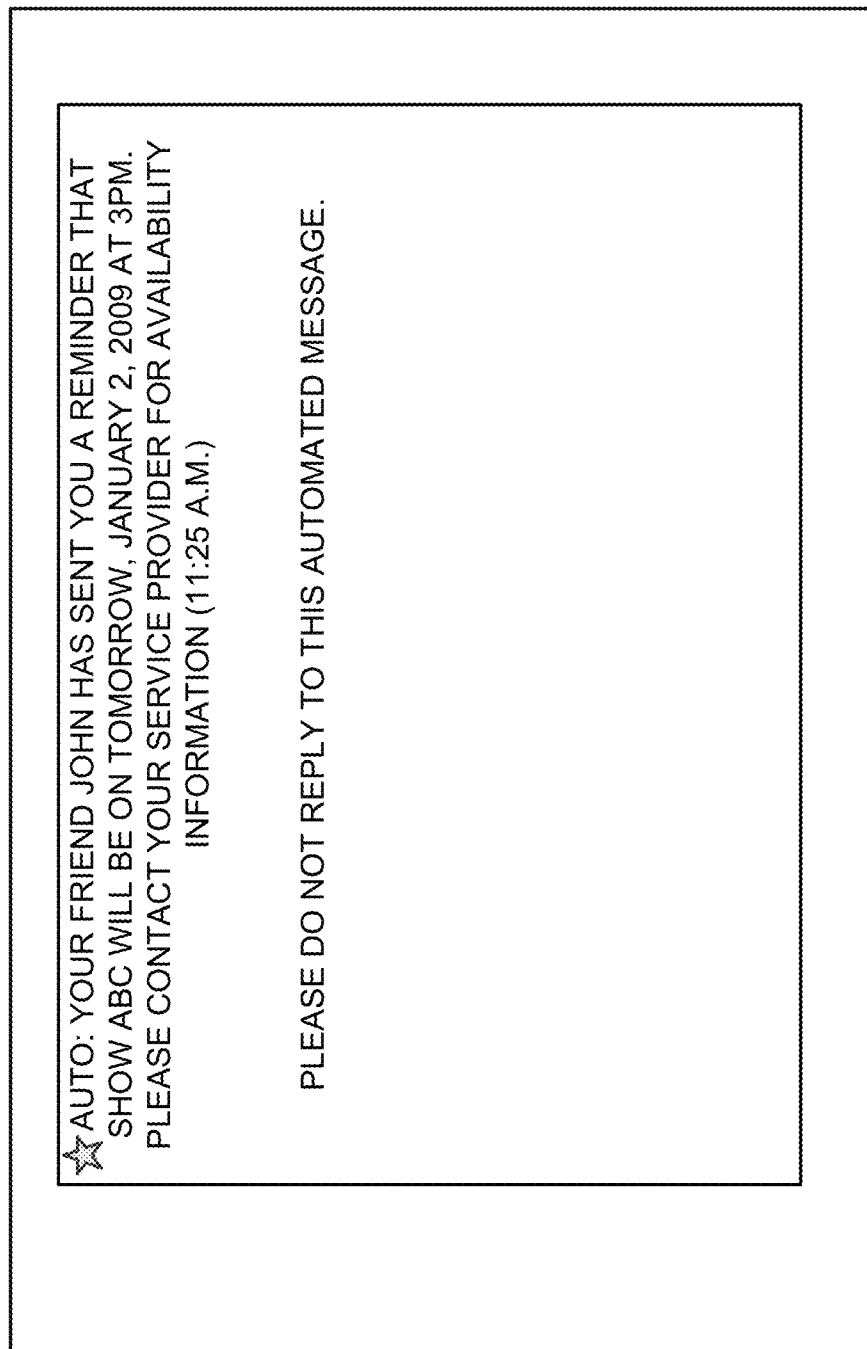 AUTO: YOUR FRIEND JOHN HAS SENT YOU A REMINDER THAT
SHOW ABC WILL BE ON TOMORROW, JANUARY 2, 2009 AT 3PM.
PLEASE CONTACT YOUR SERVICE PROVIDER FOR AVAILABILITY
INFORMATION (11:25 A.M.)
PLEASE DO NOT REPLY TO THIS AUTOMATED MESSAGE.